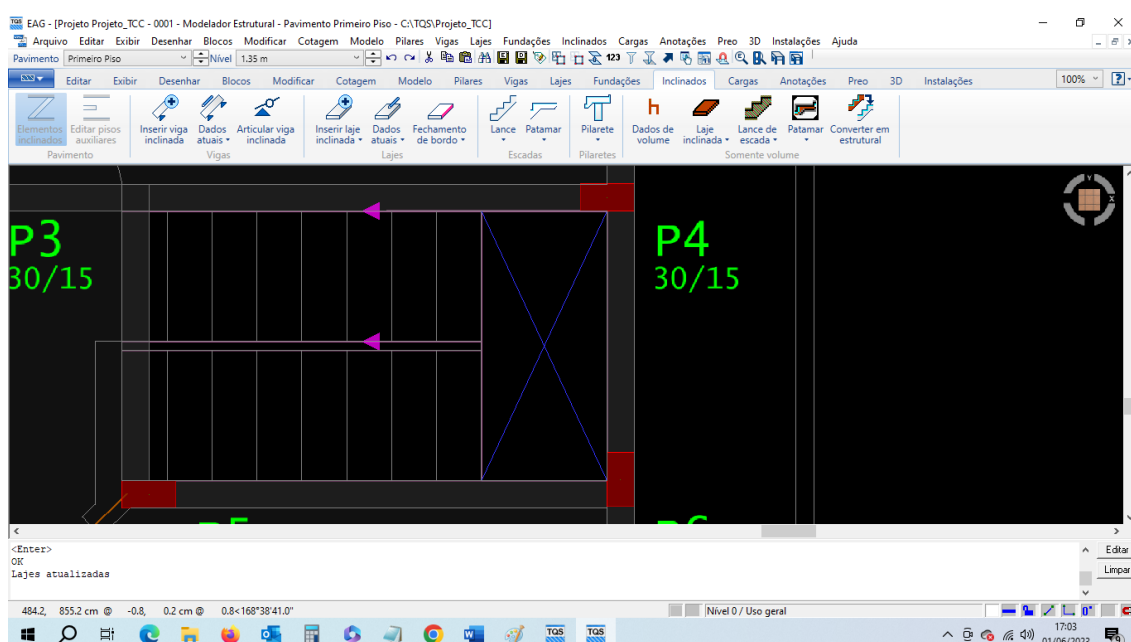 EAG - [Projeto Projeto_TCC - 0001 - Modelador Estrutural - Pavimento Primeiro Piso - C:\TQS\Projeto_TCC]
Arquivo Editar Exibir Desenhar Blocos Modificar Cotagem Modelo Pilares Vigas Lajes Fundações Inclinados Cargas Anotações Preo 3D Instalações Ajuda
Pavimento Primeiro Piso Nível 1.35 m 123
Editar Exibir Desenhar Blocos Modificar Cotagem Modelo Pilares Vigas Lajes Fundações Inclinados Cargas Anotações Preo 3D Instalações 100%
Elementos inclinados
Editar pisos auxiliares
Inserir viga inclinada
Dados atuais
Articular viga inclinada
Inserir laje inclinada
Dados atuais
Fechamento de bordo
Lance
Patamar
Pilarete
Dados de volume
Laje inclinada
Lance de escada
Patamar
Converter em estrutural
Pavimento Vigas Lajes Escadas Pilaretes Somente volume
Y
X
P3
30/15
P4
30/15
<Enter>
OK
Lajes atualizadas
Editar
Limpar
484.2, 855.2 cm @ -0.8, 0.2 cm @ 0.8<168°38'41.0"
Nível 0 / Uso geral
0°
TQS
TQS
17:03
01/06/2023